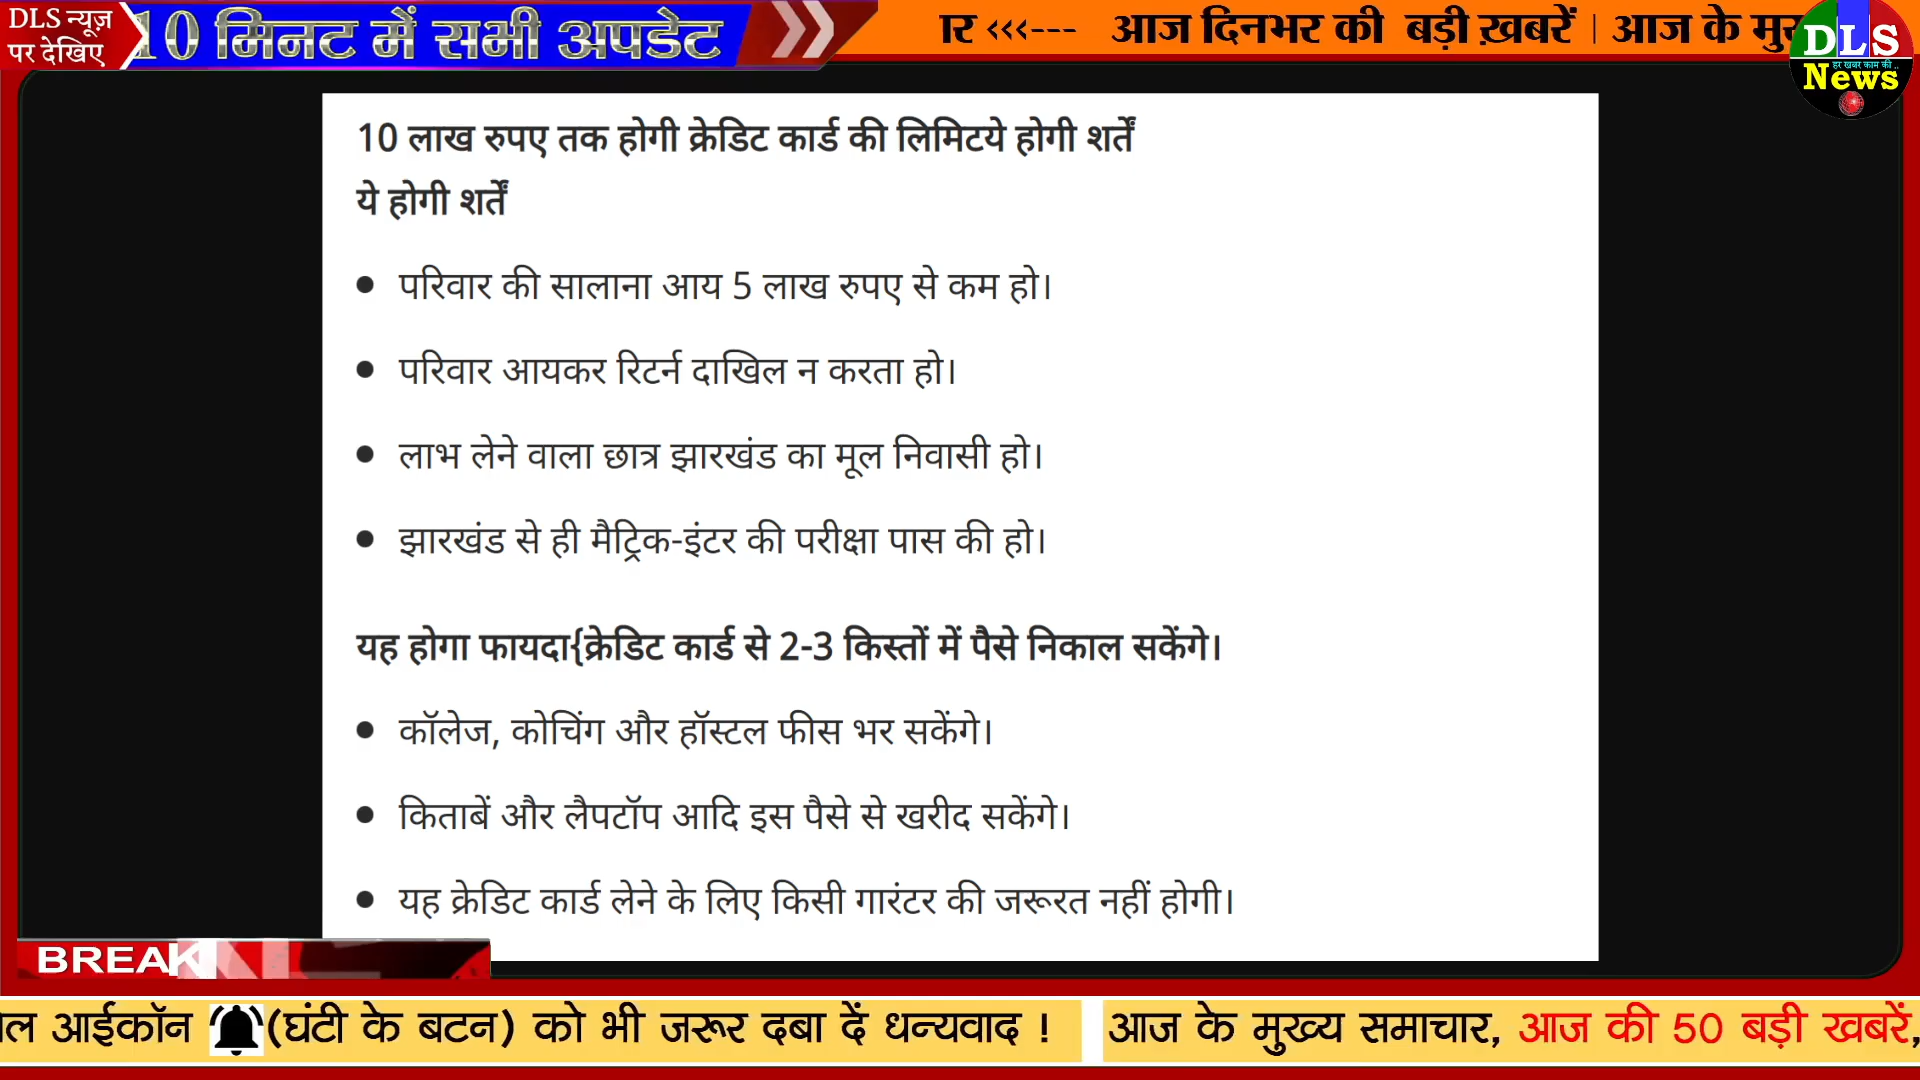 DLS न्यूज़
पर देखिए
10 मिनट में सभी अपडेट
आज दिनभर की बड़ी ख़बरें | आज के
DLS
हर खबर काम की..
News
10 लाख रुपए तक होगी क्रेडिट कार्ड की लिमिटये होगी शर्तें
ये होगी शर्तें
● परिवार की सालाना आय 5 लाख रुपए से कम हो।
● परिवार आयकर रिटर्न दाखिल न करता हो।
● लाभ लेने वाला छात्र झारखंड का मूल निवासी हो।
● झारखंड से ही मैट्रिक-इंटर की परीक्षा पास की हो।
यह होगा फायदा{क्रेडिट कार्ड से 2-3 किस्तों में पैसे निकाल सकेंगे।
● कॉलेज, कोचिंग और हॉस्टल फीस भर सकेंगे।
● किताबें और लैपटॉप आदि इस पैसे से खरीद सकेंगे।
● यह क्रेडिट कार्ड लेने के लिए किसी गारंटर की जरूरत नहीं होगी।
BREAK
आईकॉन (घंटी के बटन) को भी जरूर दबा दें धन्यवाद ! आज के मुख्य समाचार, आज की 50 बड़ी खबरें,